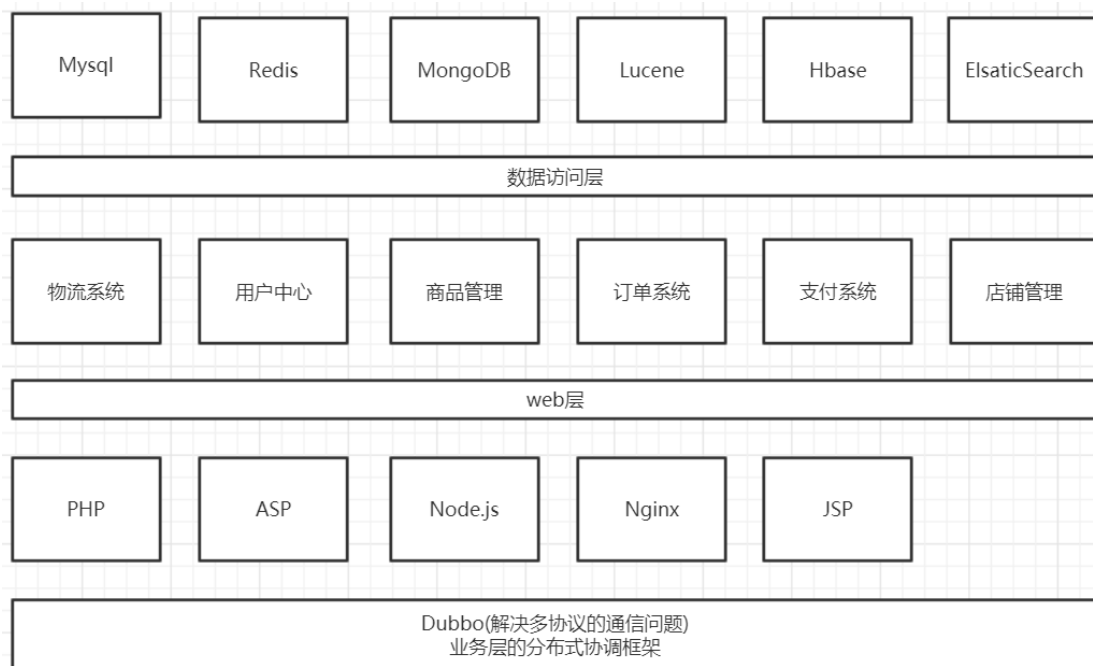 Mysql
Redis
MongoDB
Lucene
Hbase
ElsaticSearch
数据访问层
物流系统
用户中心
商品管理
订单系统
支付系统
店铺管理
web层
PHP
ASP
Node.js
Nginx
JSP
Dubbo(解决多协议的通信问题)
业务层的分布式协调框架